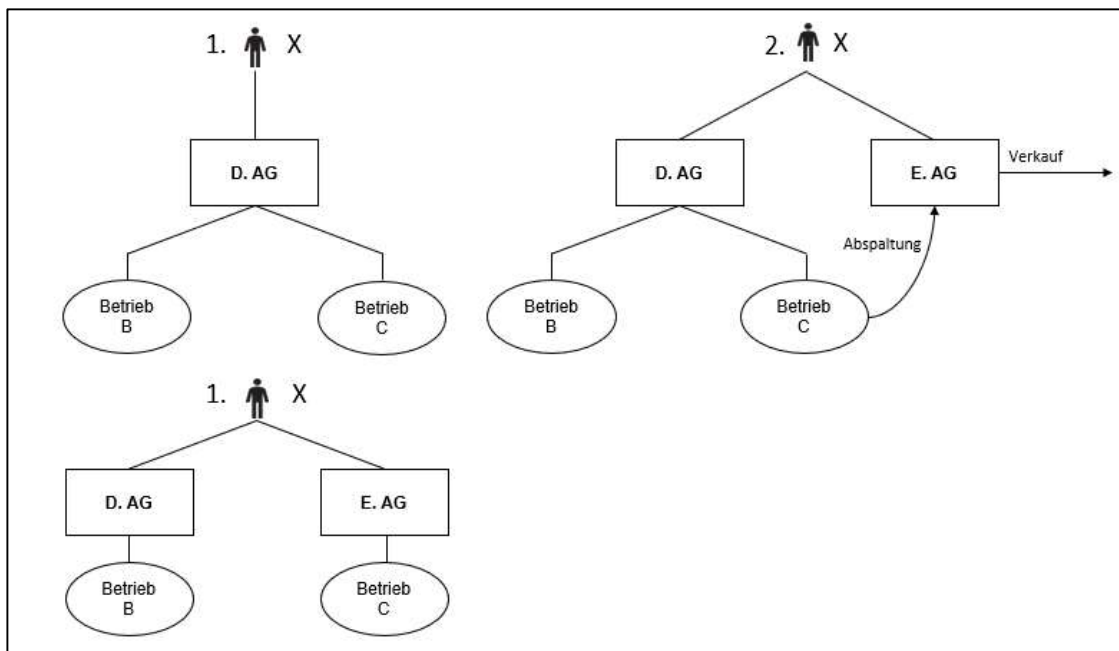 1. X
D. AG
Betrieb
B
Betrieb
C
2. X
D. AG
E. AG
Verkauf
Abspaltung
Betrieb
B
Betrieb
C
1. X
D. AG
E. AG
Betrieb
B
Betrieb
C